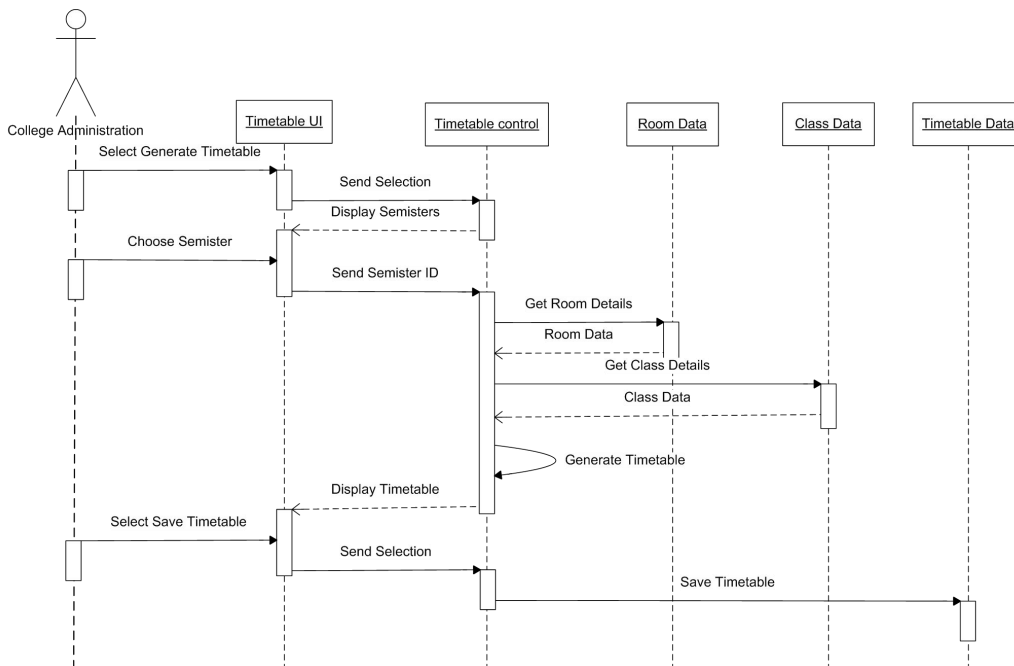 College Administration
Timetable UI
Timetable control
Room Data
Class Data
Timetable Data
Select Generate Timetable
Send Selection
Display Semisters
Choose Semister
Send Semister ID
Get Room Details
Room Data
Get Class Details
Class Data
Generate Timetable
Display Timetable
Select Save Timetable
Send Selection
Save Timetable